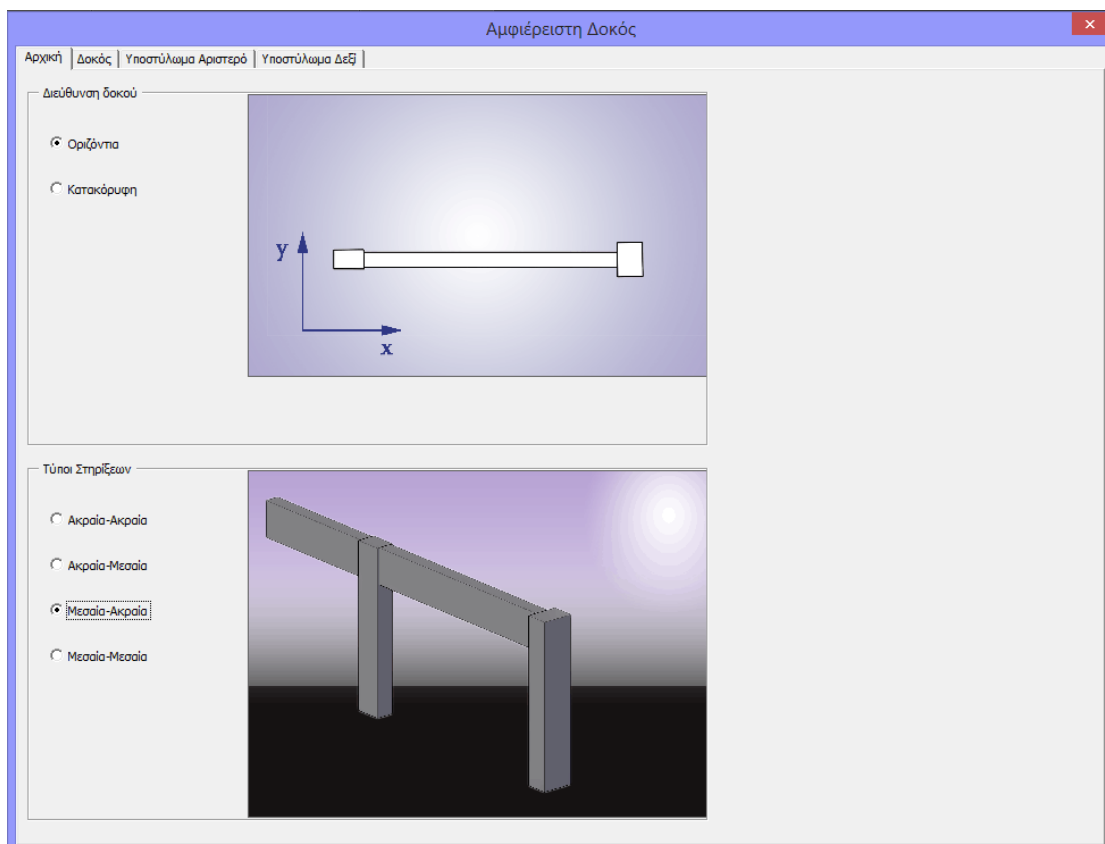 Αμφιέρειστη Δοκός
Αρχική Δοκός Υποστύλωμα Αριστερό Υποστύλωμα Δεξί
Διεύθυνση δοκού
Οριζόντια
Κατακόρυφη
y
x
Τύποι Στηρίξεων
Ακραία-Ακραία
Ακραία-Μεσαία
Μεσαία-Ακραία
Μεσαία-Μεσαία